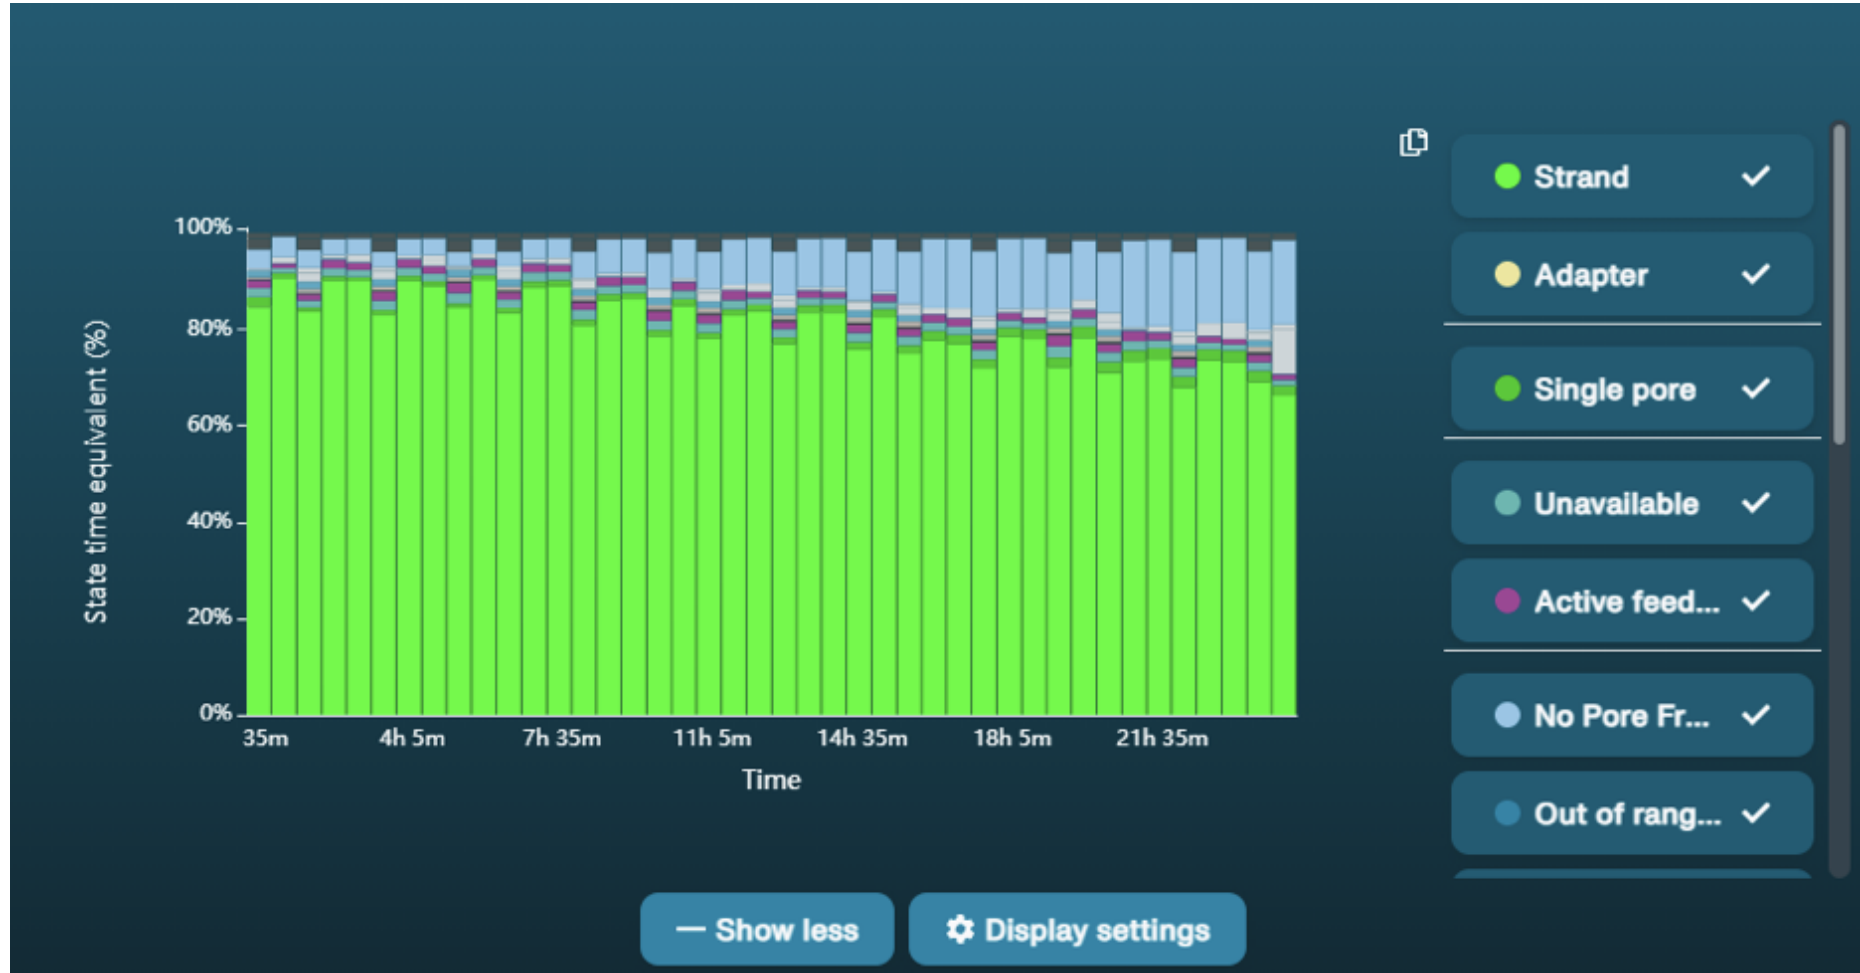 100%
80%
60%
40%
20%
0%
State time equivalent (%)
35m
4h 5m
7h 35m
11h 5m
14h 35m
18h 5m
21h 35m
Time
Strand
Adapter
Single pore
Unavailable
Active feed...
No Pore Fr...
Out of rang...
Show less
Display settings